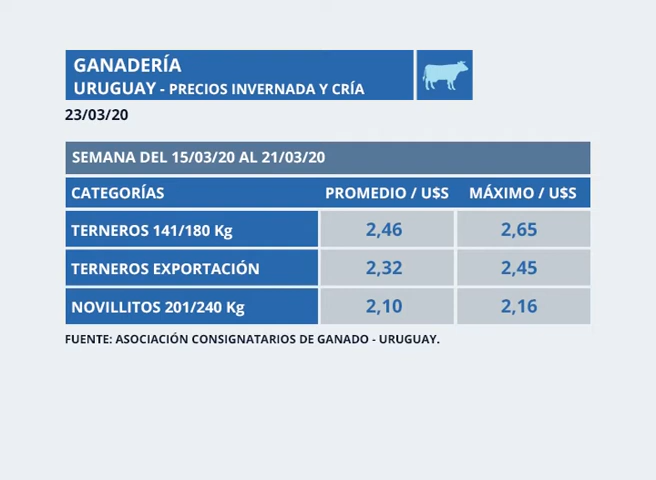 GANADERÍA
URUGUAY - PRECIOS INVERNADA Y CRÍA
23/03/20
SEMANA DEL 15/03/20 AL 21/03/20
CATEGORÍAS PROMEDIO / U$S MÁXIMO / U$S
TERNEROS 141/180 Kg 2,46 2,65
TERNEROS EXPORTACIÓN 2,32 2,45
NOVILLITOS 201/240 Kg 2,10 2,16
FUENTE: ASOCIACIÓN CONSIGNATARIOS DE GANADO - URUGUAY.